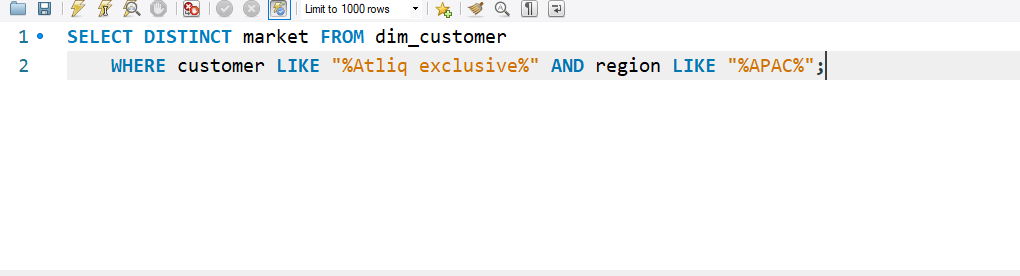 Limit to 1000 rows
1 SELECT DISTINCT market FROM dim_customer
2 WHERE customer LIKE "%Atliq exclusive%" AND region LIKE "%APAC%";